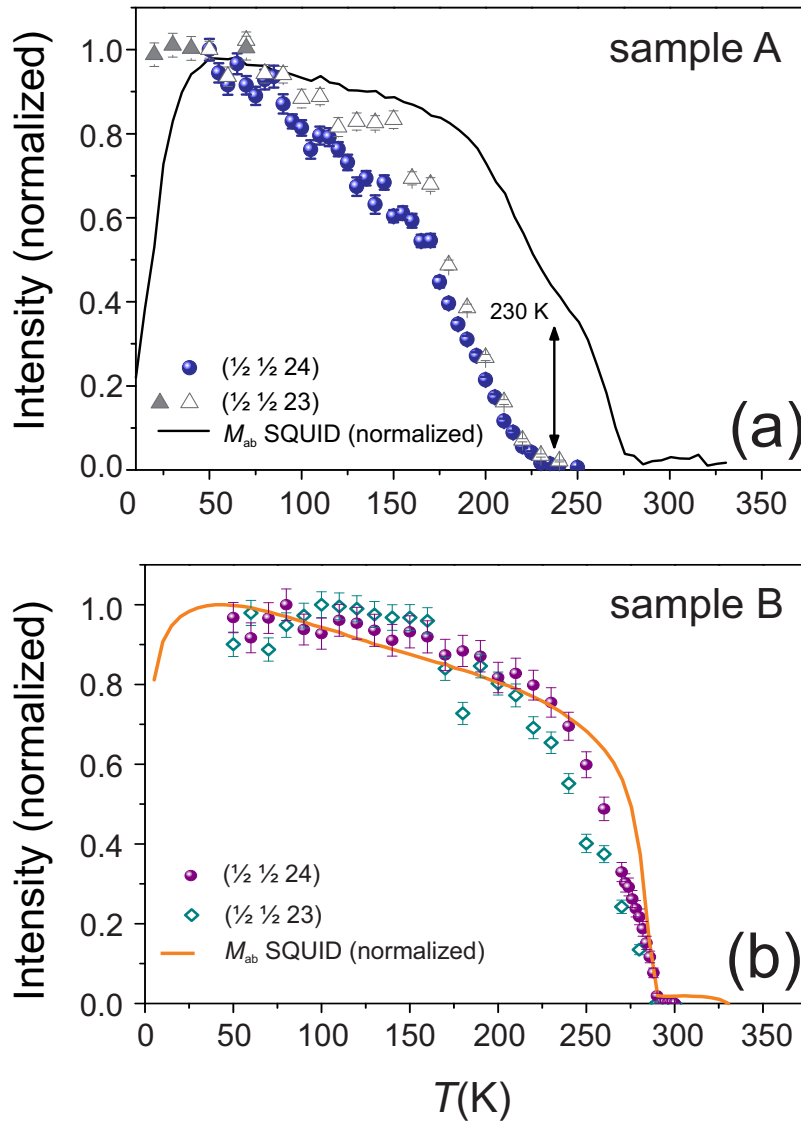 sample A
Intensity (normalized)
1.0
0.8
0.6
0.4
0.2
0.0
230 K
(½ ½ 24)
(½ ½ 23)
Mab SQUID (normalized)
(a)
50 100 150 200 250 300 350
sample B
Intensity (normalized)
1.0
0.8
0.6
0.4
0.2
0.0
(½ ½ 24)
(½ ½ 23)
Mab SQUID (normalized)
(b)
0 50 100 150 200 250 300 350
T(K)